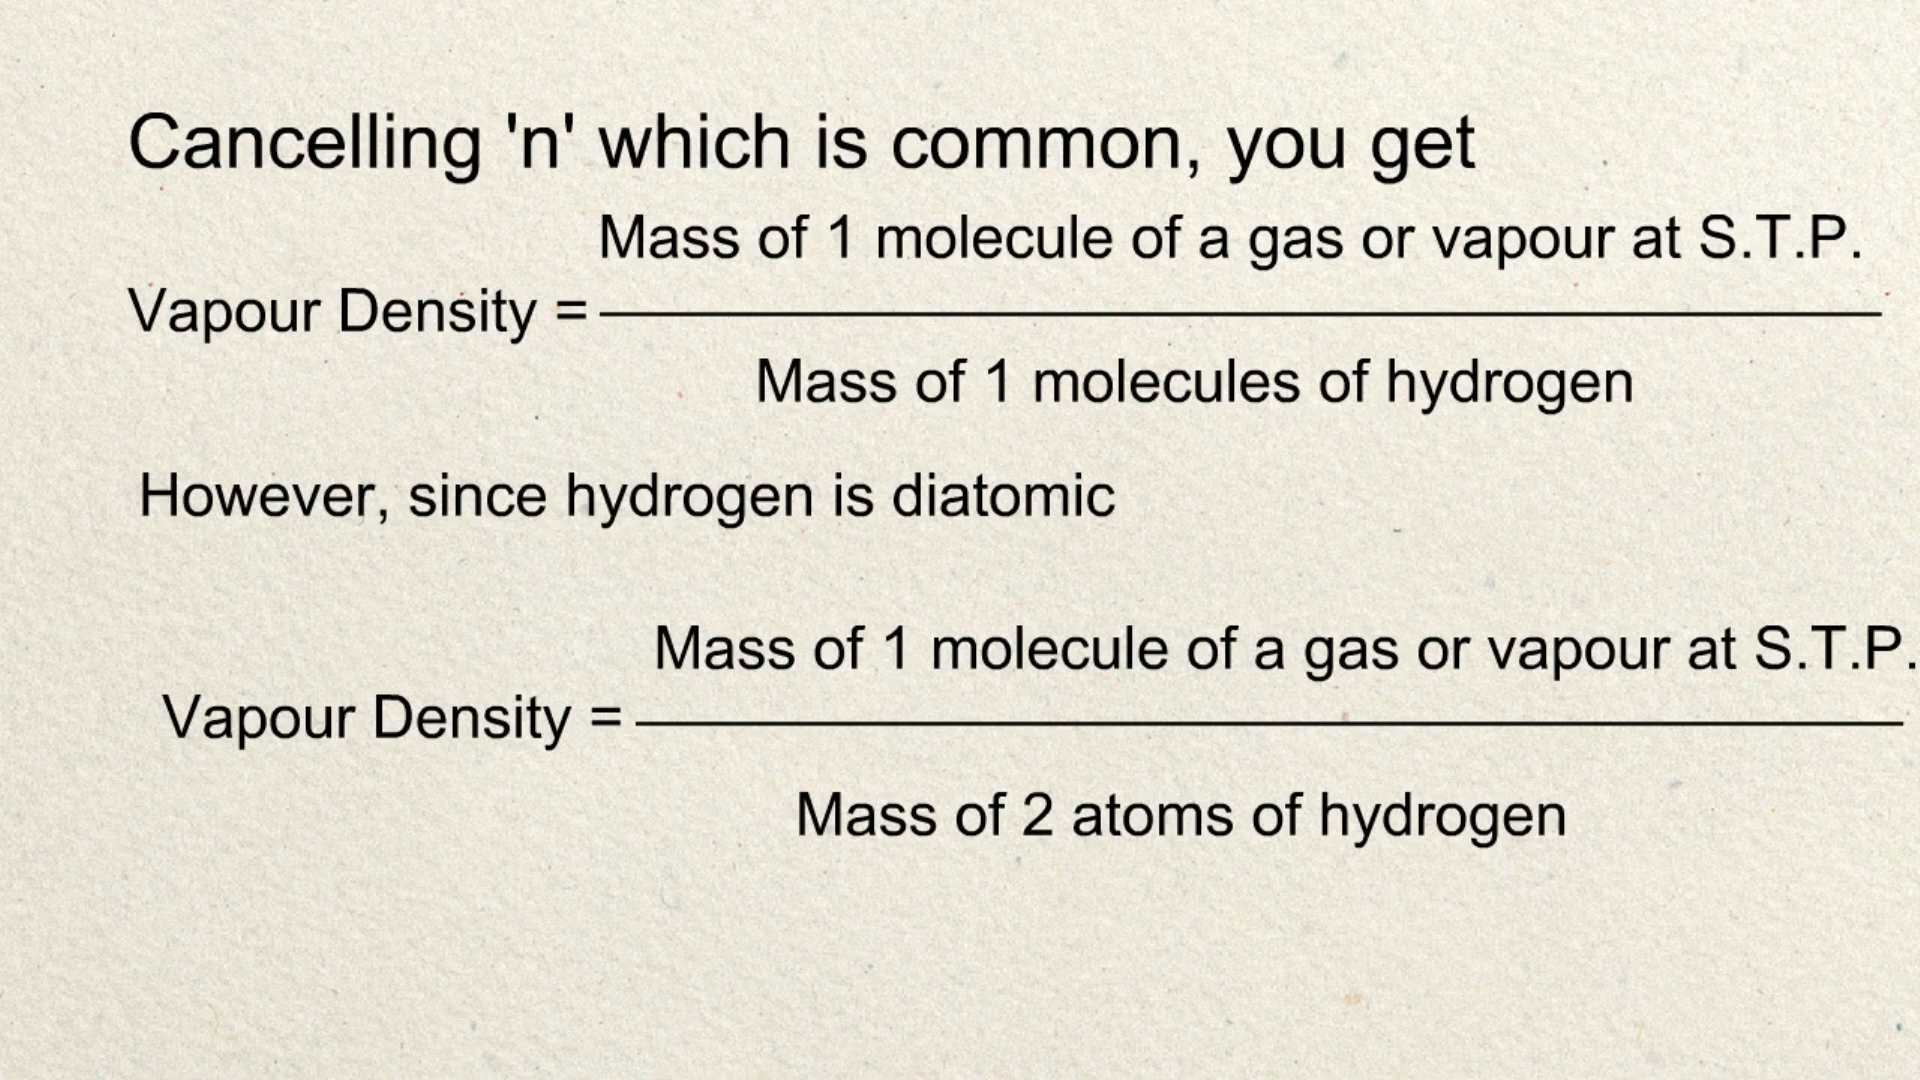 Cancelling 'n' which is common, you get
Mass of 1 molecule of a gas or vapour at S.T.P.
Vapour Density =
Mass of 1 molecules of hydrogen
However, since hydrogen is diatomic
Mass of 1 molecule of a gas or vapour at S.T.P.
Vapour Density =
Mass of 2 atoms of hydrogen